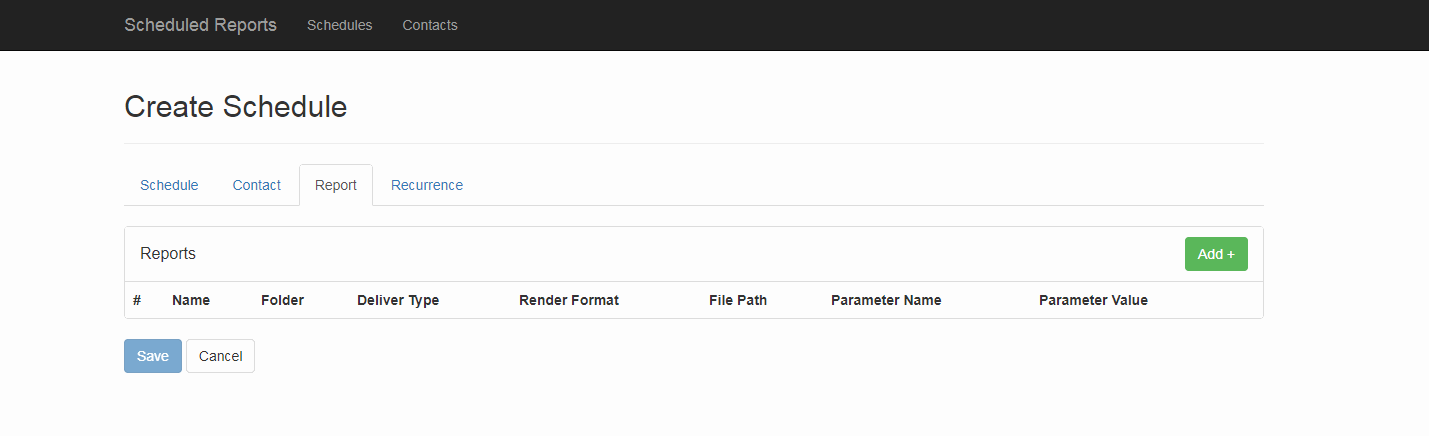 Scheduled Reports Schedules Contacts
Create Schedule
Schedule Contact Report Recurrence
Reports Add +
# Name Folder Deliver Type Render Format File Path Parameter Name Parameter Value
Save Cancel